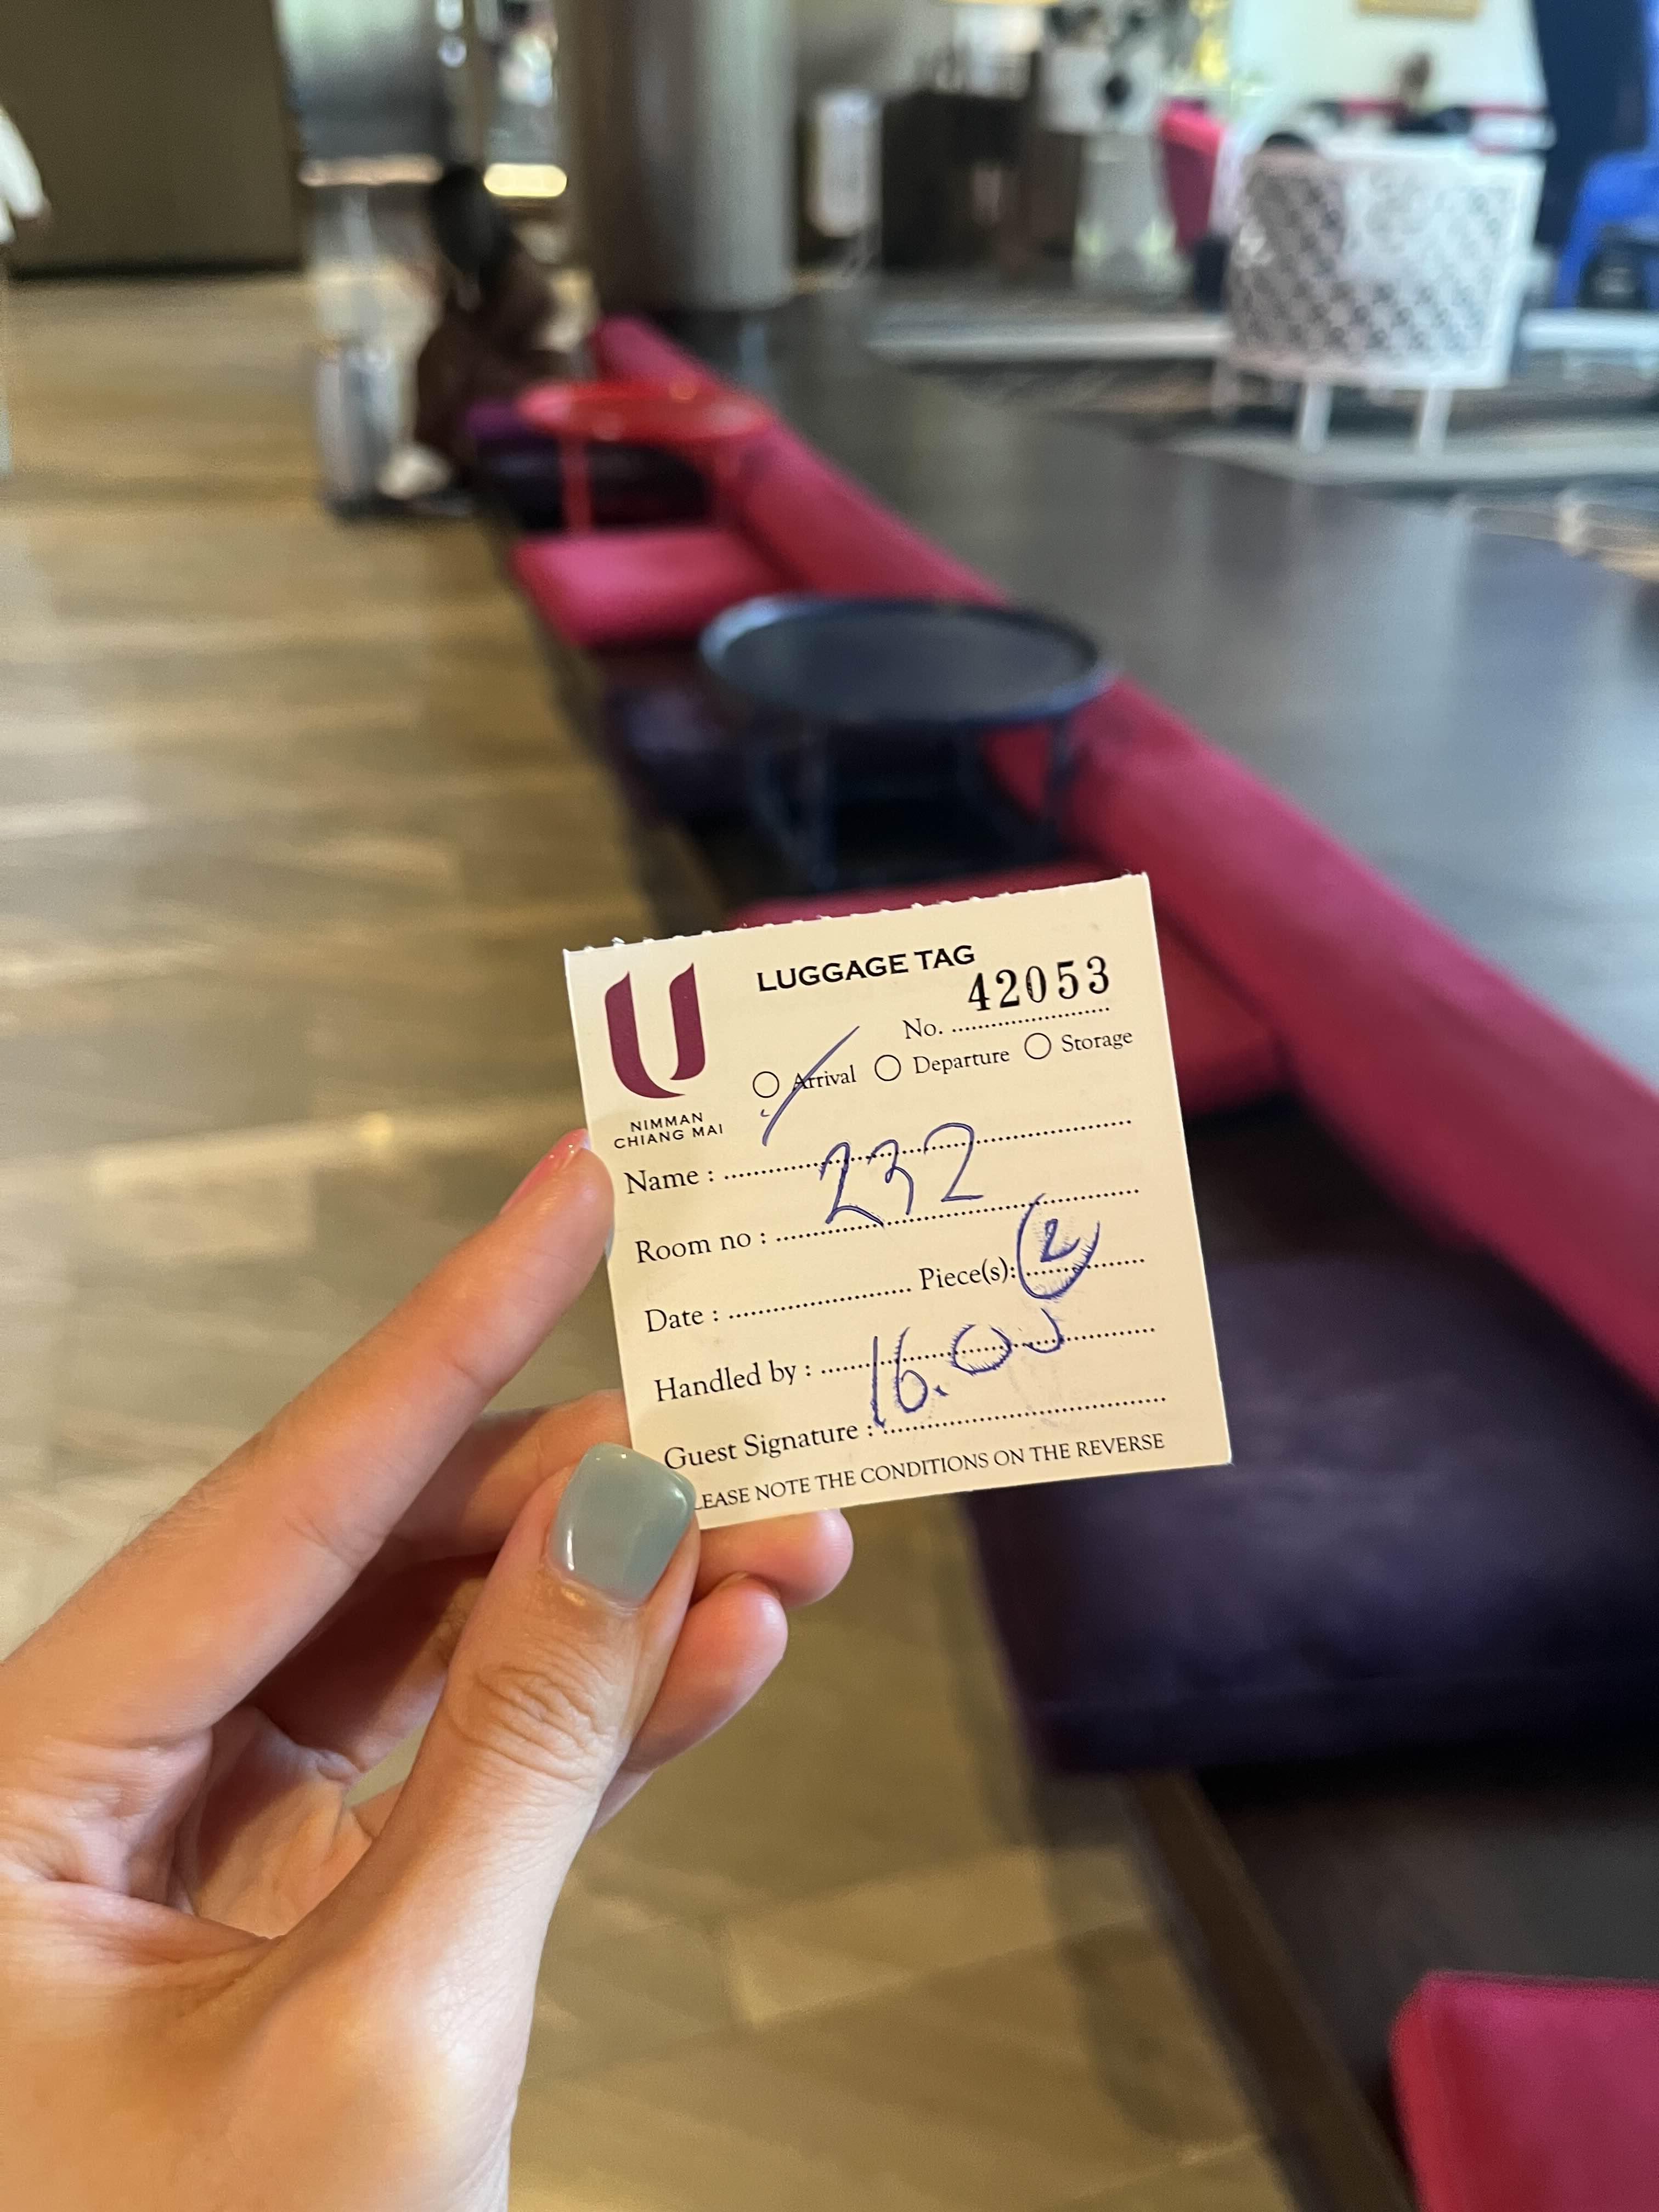 LUGGAGE TAG
U
No. 42053
Arrival Departure Storage
NIMMAN
CHIANG MAI
Name :
Room no : 232
Date : Piece(s): 2
Handled by : 16.00
Guest Signature :
LEASE NOTE THE CONDITIONS ON THE REVERSE